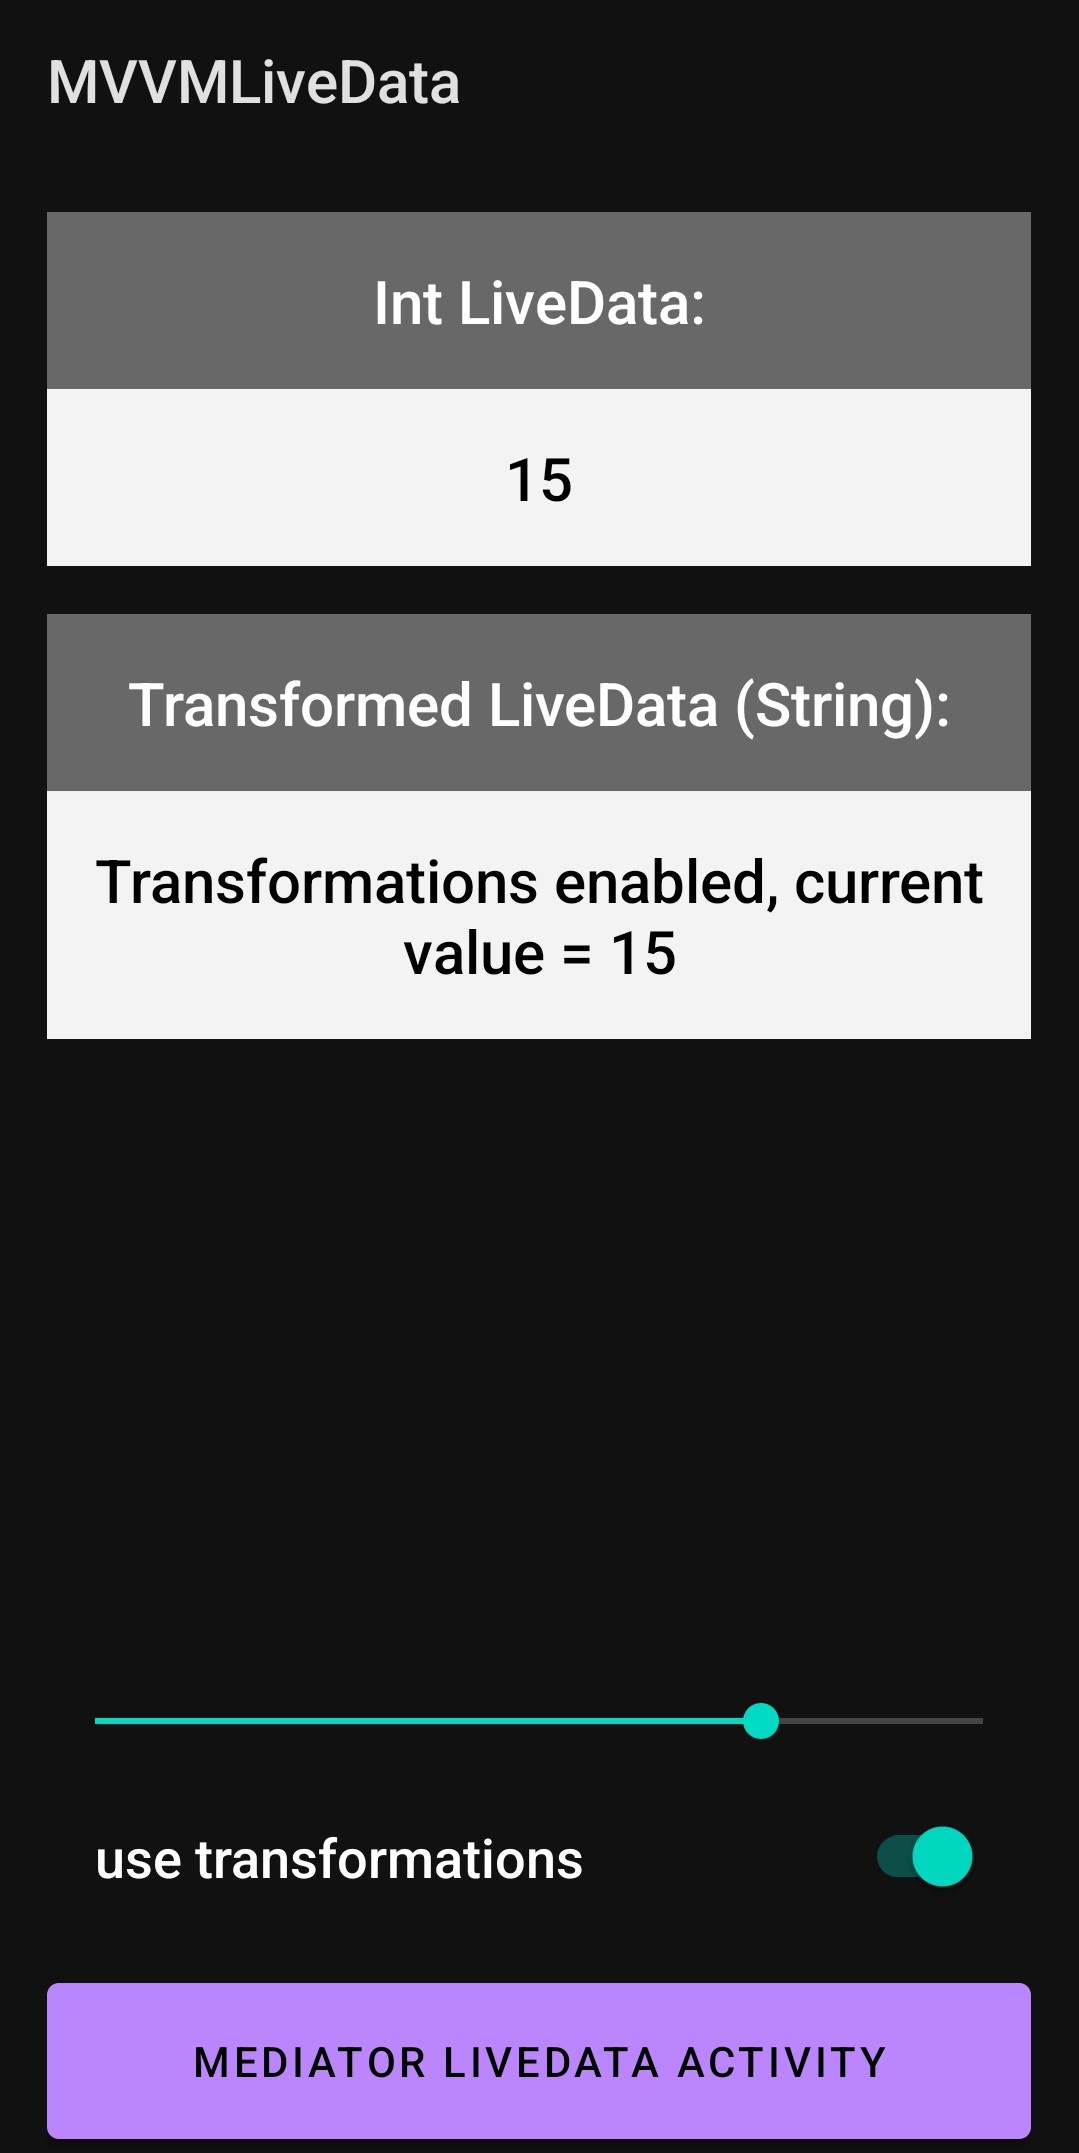 MVVMLiveData
Int LiveData:
15
Transformed LiveData (String):
Transformations enabled, current
value = 15
use transformations
MEDIATOR LIVEDATA ACTIVITY